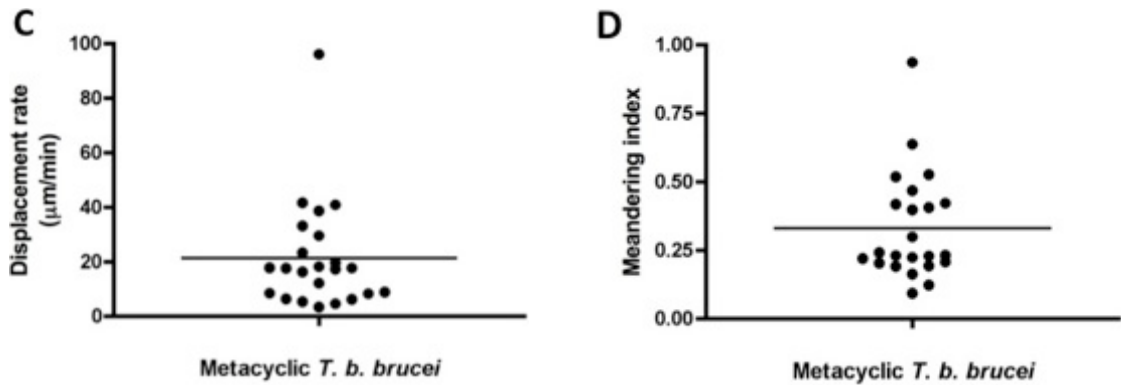 C
Displacement rate
(μm/min)
100
80
60
40
20
0
Metacyclic T. b. brucei
D
Meandering index
1.00
0.75
0.50
0.25
0.00
Metacyclic T. b. brucei